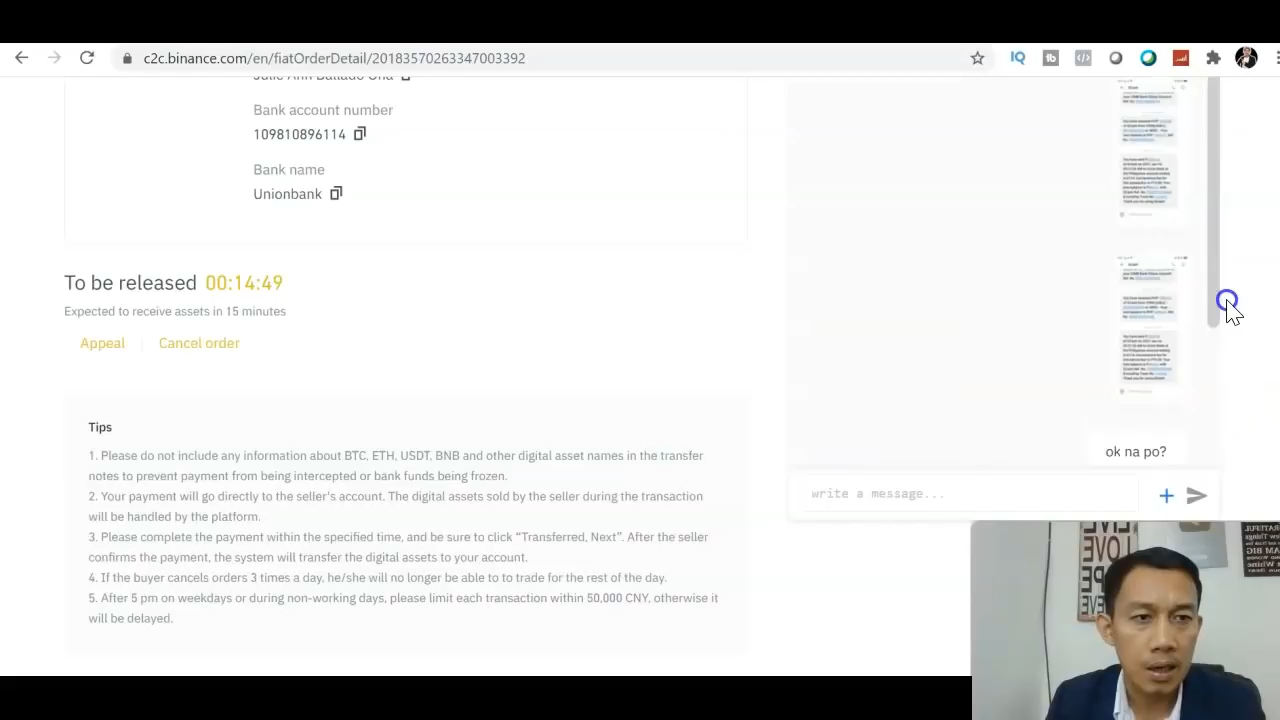 c2c.binance.com/en/fiatOrderDetail/20183570263347003392
Bank account number
109810896114
Bank name
Unionbank
To be released 00:14:49
Expected to receive assets in 15 minutes
Appeal
Cancel order
Tips
1. Please do not include any information about BTC, ETH, USDT, BNB and other digital asset names in the transfer
notes to prevent payment from being intercepted or bank funds being frozen.
2. Your payment will go directly to the seller's account. The digital assets sold by the seller during the transaction
will be handled by the platform.
3. Please complete the payment within the specified time, and be sure to click "Transferred, Next". After the seller
confirms the payment, the system will transfer the digital assets to your account.
4. If the buyer cancels orders 3 times a day, he/she will no longer be able to to trade for the rest of the day.
5. After 5 pm on weekdays or during non-working days, please limit each transaction within 50,000 CNY, otherwise it
will be delayed.
ok na po?
write a message...
LIVE
LOVE